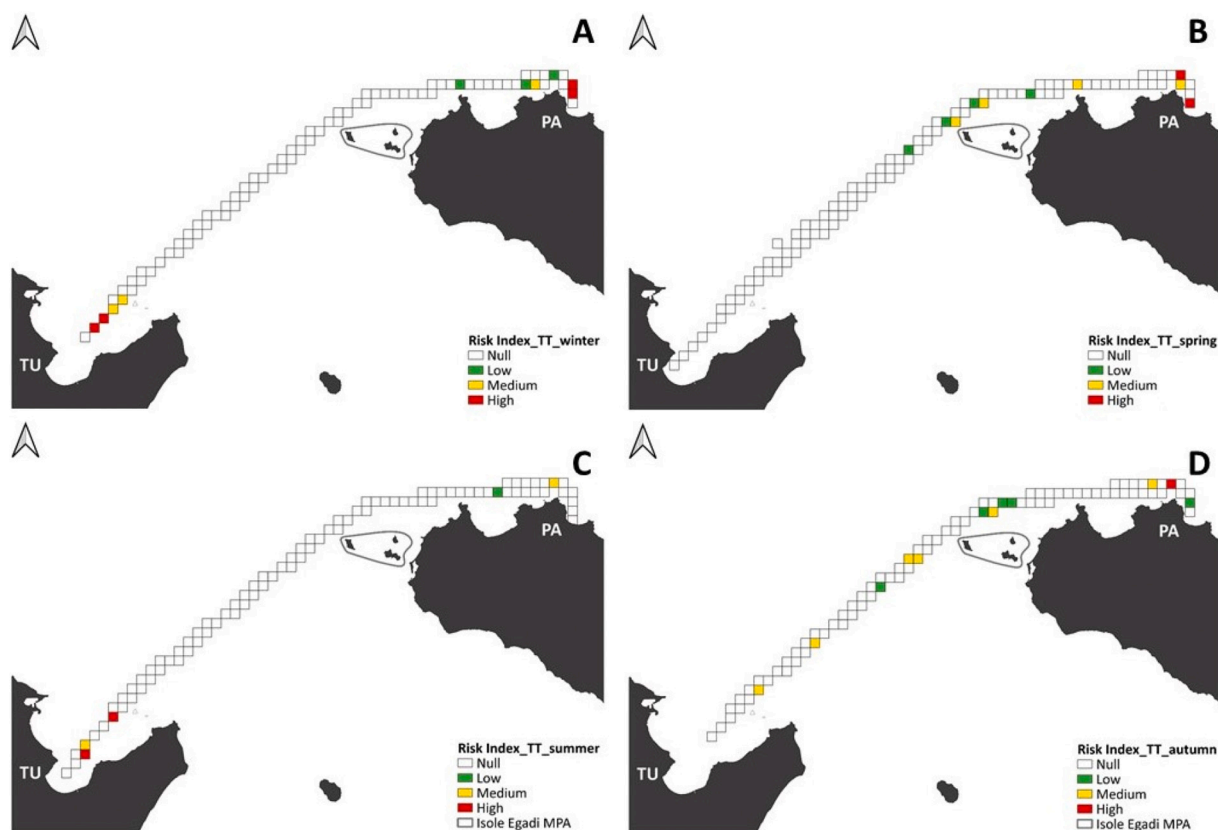 A
PA
TU
Risk Index_TT_winter
Null
Low
Medium
High
B
PA
TU
Risk Index_TT_spring
Null
Low
Medium
High
C
PA
TU
Risk Index_TT_summer
Null
Low
Medium
High
Isole Egadi MPA
D
PA
TU
Risk Index_TT_autumn
Null
Low
Medium
High
Isole Egadi MPA